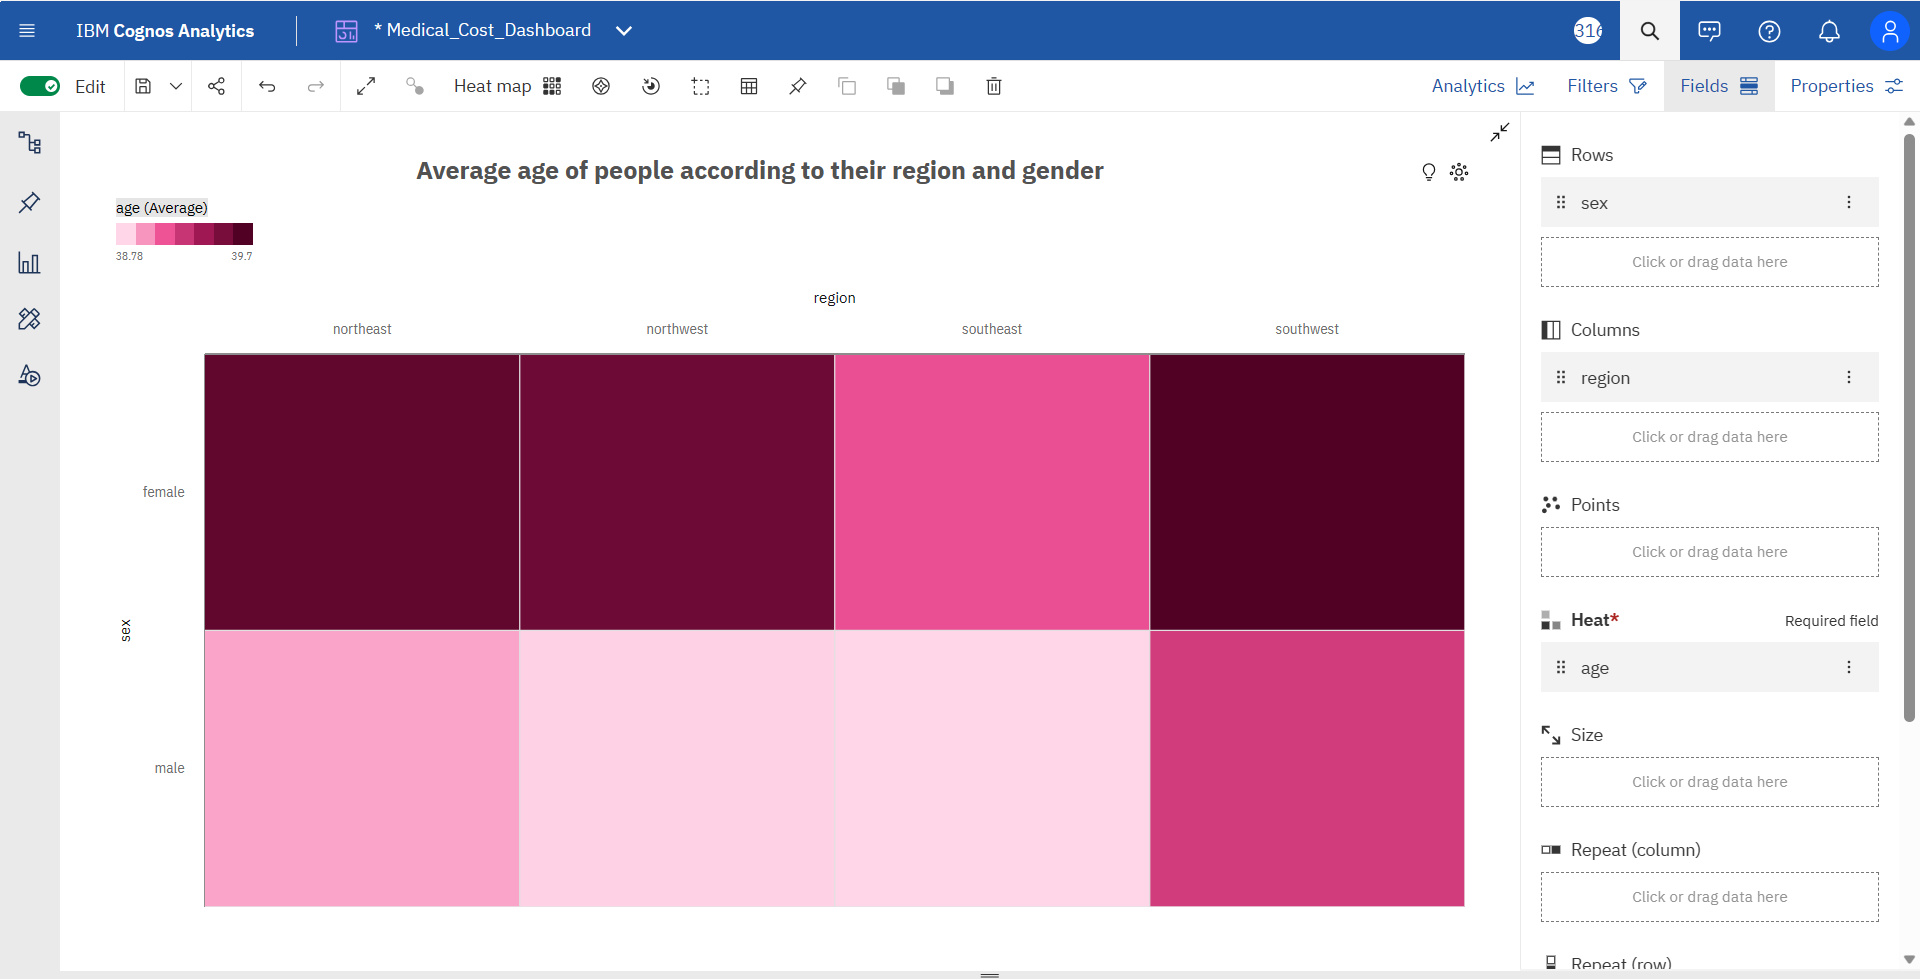 IBM Cognos Analytics
* Medical_Cost_Dashboard
316
Edit
Heat map
Analytics
Filters
Fields
Properties
Average age of people according to their region and gender
age (Average)
38.78 39.7
region
northeast northwest southeast southwest
female
sex
male
Rows
sex
Click or drag data here
Columns
region
Click or drag data here
Points
Click or drag data here
Heat* Required field
age
Size
Click or drag data here
Repeat (column)
Click or drag data here
Repeat (row)